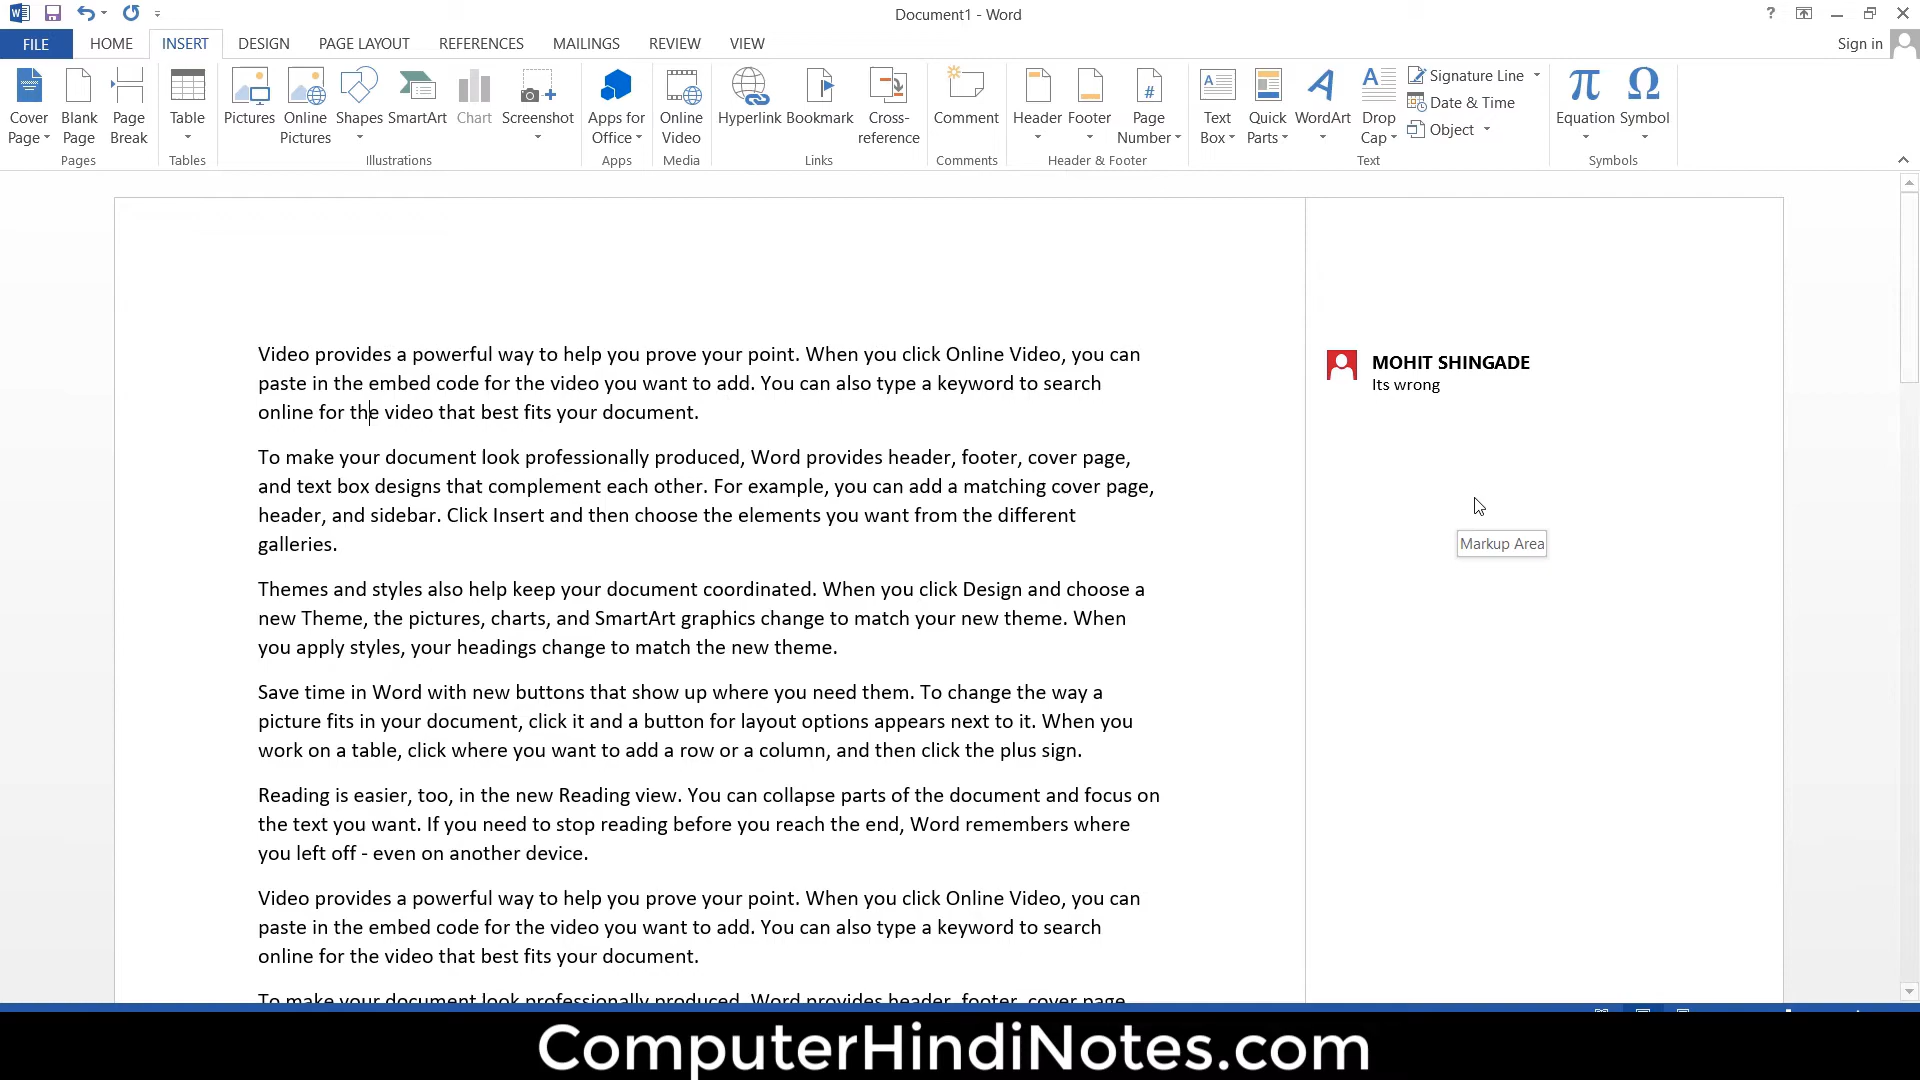 Document1 - Word
FILE HOME INSERT DESIGN PAGE LAYOUT REFERENCES MAILINGS REVIEW VIEW Sign in
Cover Page
Blank Page
Page Break
Pages
Table
Tables
Pictures
Online Pictures
Shapes
SmartArt
Chart
Screenshot
Illustrations
Apps for Office
Apps
Online Video
Media
Hyperlink
Bookmark
Cross-reference
Links
Comment
Comments
Header
Footer
Page Number
Header & Footer
Text Box
Quick Parts
WordArt
Drop Cap
Signature Line
Date & Time
Object
Text
Equation
Symbol
Symbols
Video provides a powerful way to help you prove your point. When you click Online Video, you can
paste in the embed code for the video you want to add. You can also type a keyword to search
online for the video that best fits your document.
To make your document look professionally produced, Word provides header, footer, cover page,
and text box designs that complement each other. For example, you can add a matching cover page,
header, and sidebar. Click Insert and then choose the elements you want from the different
galleries.
Themes and styles also help keep your document coordinated. When you click Design and choose a
new Theme, the pictures, charts, and SmartArt graphics change to match your new theme. When
you apply styles, your headings change to match the new theme.
Save time in Word with new buttons that show up where you need them. To change the way a
picture fits in your document, click it and a button for layout options appears next to it. When you
work on a table, click where you want to add a row or a column, and then click the plus sign.
Reading is easier, too, in the new Reading view. You can collapse parts of the document and focus on
the text you want. If you need to stop reading before you reach the end, Word remembers where
you left off - even on another device.
Video provides a powerful way to help you prove your point. When you click Online Video, you can
paste in the embed code for the video you want to add. You can also type a keyword to search
online for the video that best fits your document.
To make your document look professionally produced, Word provides header, footer, cover page,
MOHIT SHINGADE
Its wrong
Markup Area
ComputerHindiNotes.com